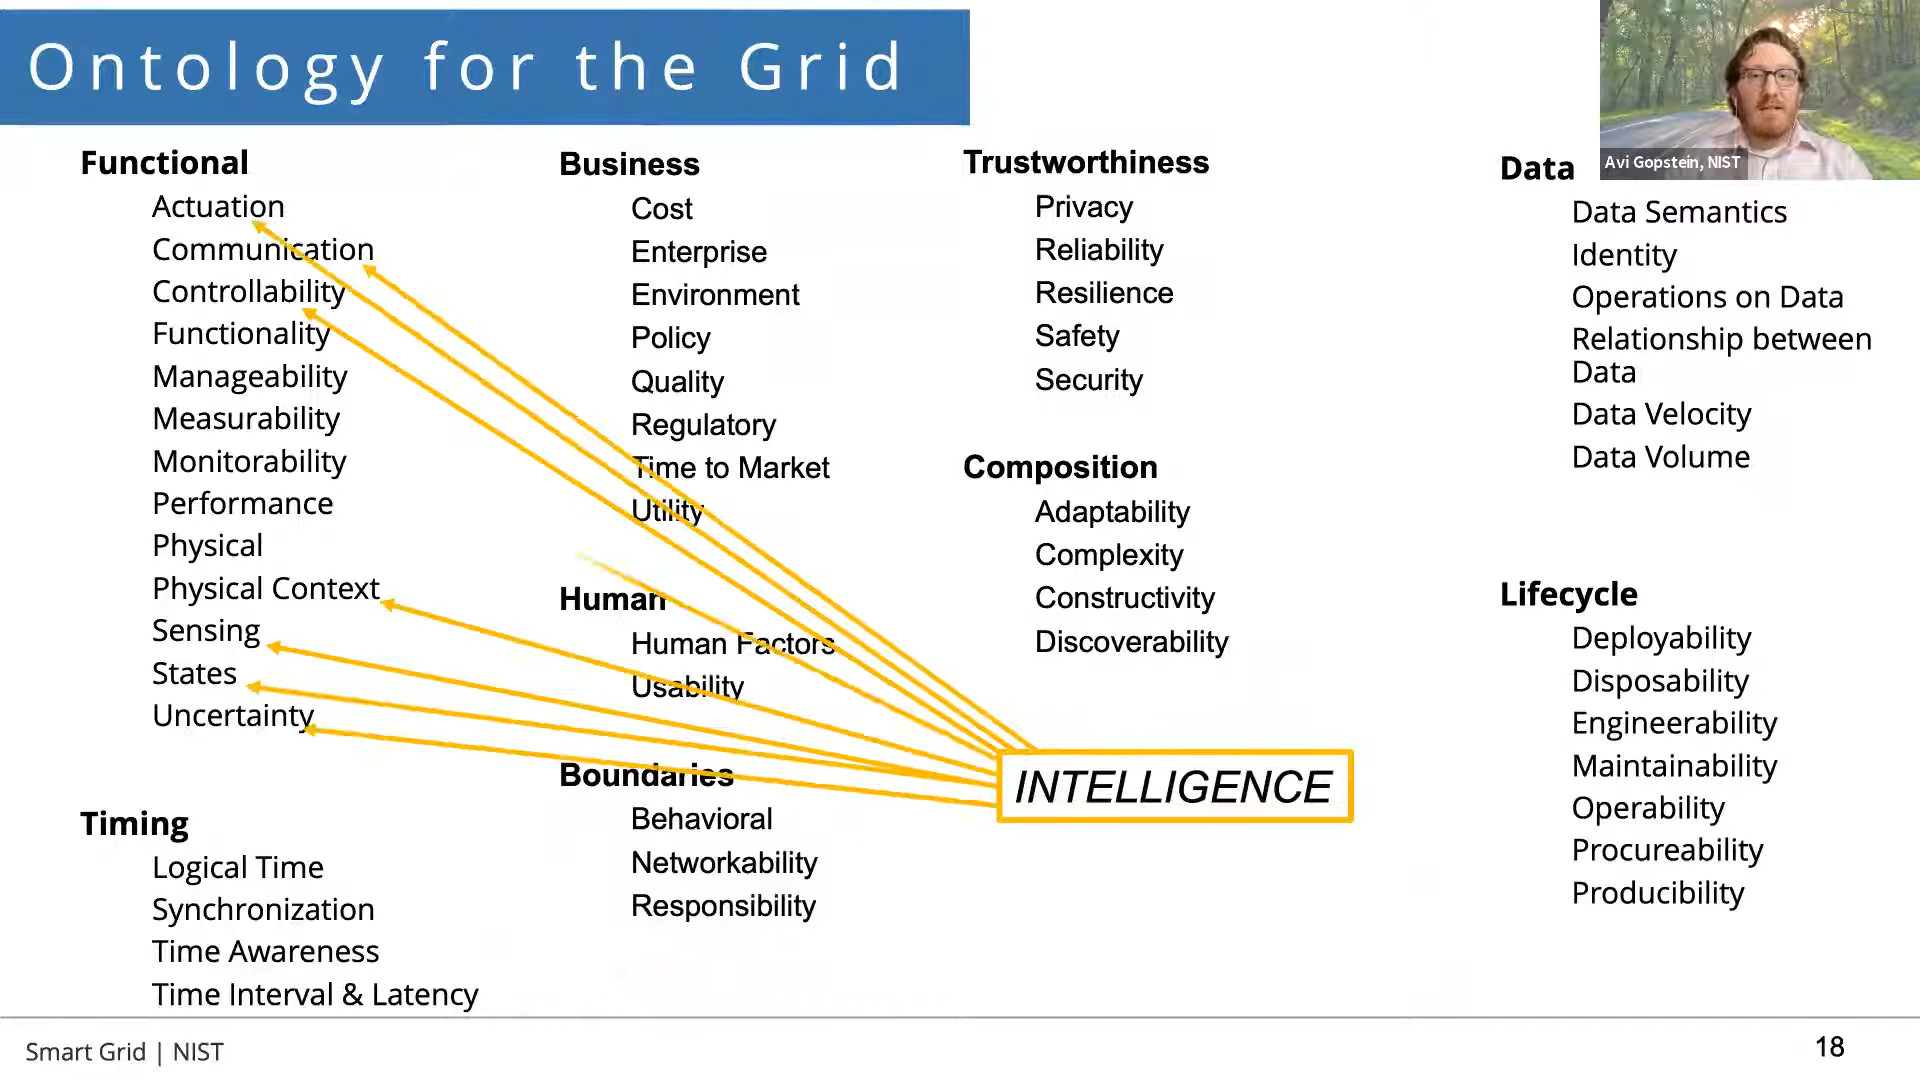 Ontology for the Grid
Avi Gopstein, NIST
Functional
Actuation
Communication
Controllability
Functionality
Manageability
Measurability
Monitorability
Performance
Physical
Physical Context
Sensing
States
Uncertainty
Timing
Logical Time
Synchronization
Time Awareness
Time Interval & Latency
Business
Cost
Enterprise
Environment
Policy
Quality
Regulatory
Time to Market
Utility
Human
Human Factors
Usability
Boundaries
Behavioral
Networkability
Responsibility
Trustworthiness
Privacy
Reliability
Resilience
Safety
Security
Composition
Adaptability
Complexity
Constructivity
Discoverability
INTELLIGENCE
Data
Data Semantics
Identity
Operations on Data
Relationship between
Data
Data Velocity
Data Volume
Lifecycle
Deployability
Disposability
Engineerability
Maintainability
Operability
Procureability
Producibility
Smart Grid | NIST
18